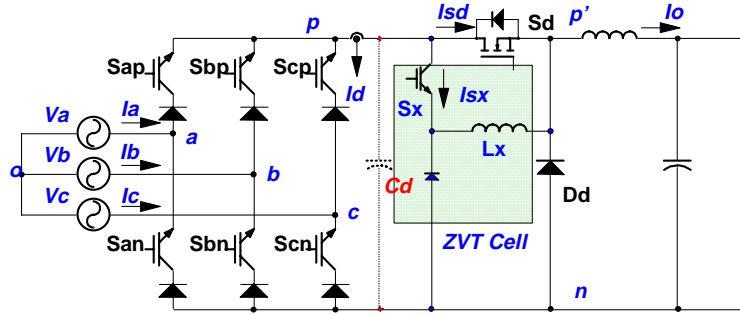 p
Isd
Sd
p'
Io
Sap
Sbp
Scp
Id
Sx
Isx
Va
Ia
a
Lx
Vb
Ib
o
b
Cd
Dd
Vc
Ic
c
San
Sbn
Scn
ZVT Cell
n